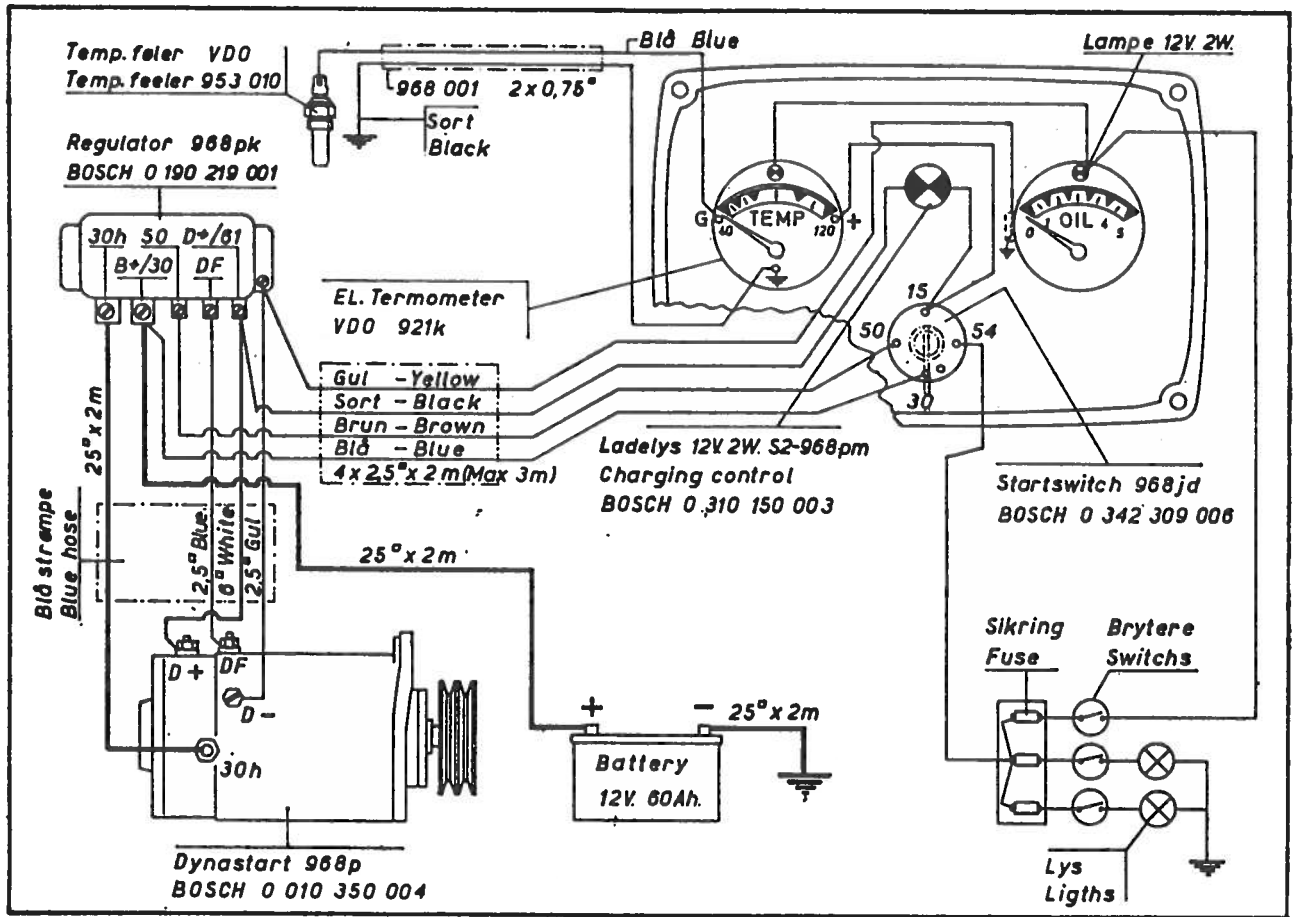 Temp. føler VDO
Temp. feeler 953 010
Blå Blue
968 001 2x0,75□
Sort
Black
Lampe 12V. 2W.
Regulator 968pk
BOSCH 0 190 219 001
30h 50 D+/61
B+/30 DF
G TEMP +
40 120
OIL
0 1 4 5
15
50 54
30
EL. Termometer
VDO 921k
Gul - Yellow
Sort - Black
Brun - Brown
Blå - Blue
4 x 2,5□ x 2 m (Max 3m)
Ladelys 12V. 2W. S2-968pm
Charging control
BOSCH 0 310 150 003
Startswitch 968jd
BOSCH 0 342 309 006
25□ x 2m
Blå strømpe
Blue hose
2,5□ Blue
6□ White
2,5□ Gul
25□ x 2m
D+ DF
D-
30h
+ -
25□ x 2m
Battery
12V. 60Ah.
Sikring
Fuse
Brytere
Switchs
Lys
Ligths
Dynastart 968p
BOSCH 0 010 350 004